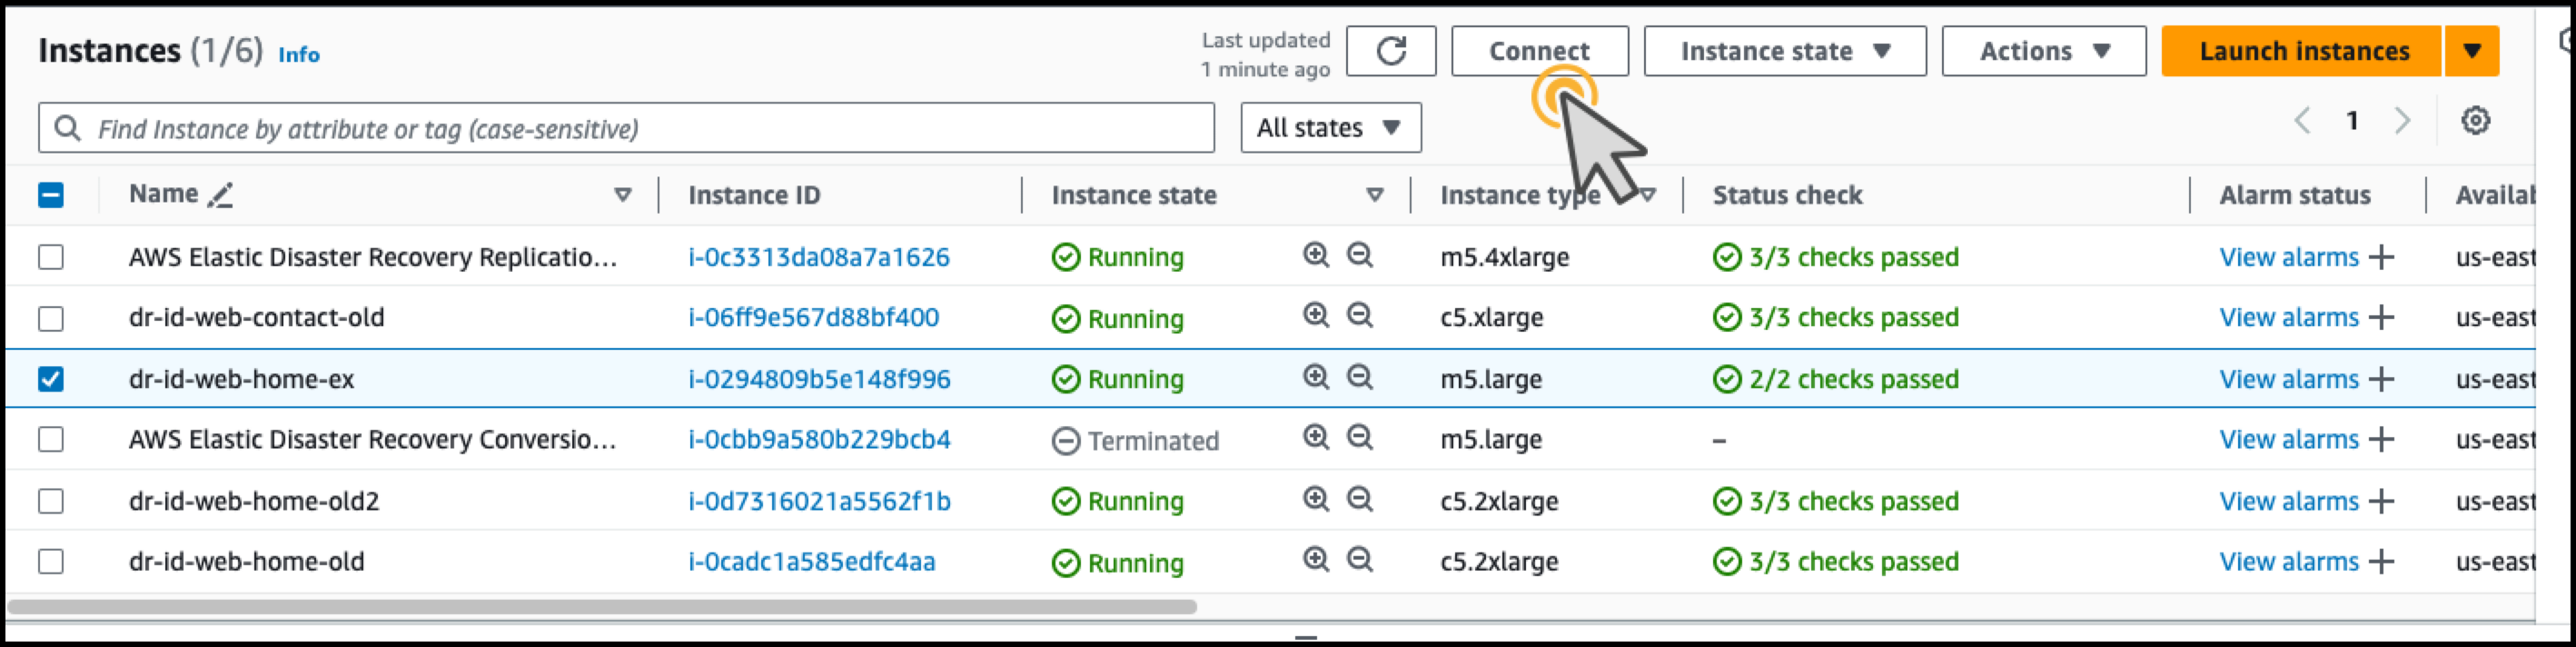 Instances (1/6) Info
Last updated
1 minute ago
Connect
Instance state
Actions
Launch instances
Find Instance by attribute or tag (case-sensitive)
All states
1
Name Instance ID Instance state Instance type Status check Alarm status Availab
AWS Elastic Disaster Recovery Replicatio... i-0c3313da08a7a1626 Running m5.4xlarge 3/3 checks passed View alarms + us-east
dr-id-web-contact-old i-06ff9e567d88bf400 Running c5.xlarge 3/3 checks passed View alarms + us-east
dr-id-web-home-ex i-0294809b5e148f996 Running m5.large 2/2 checks passed View alarms + us-east
AWS Elastic Disaster Recovery Conversio... i-0cbb9a580b229bcb4 Terminated m5.large – View alarms + us-east
dr-id-web-home-old2 i-0d7316021a5562f1b Running c5.2xlarge 3/3 checks passed View alarms + us-east
dr-id-web-home-old i-0cadc1a585edfc4aa Running c5.2xlarge 3/3 checks passed View alarms + us-east